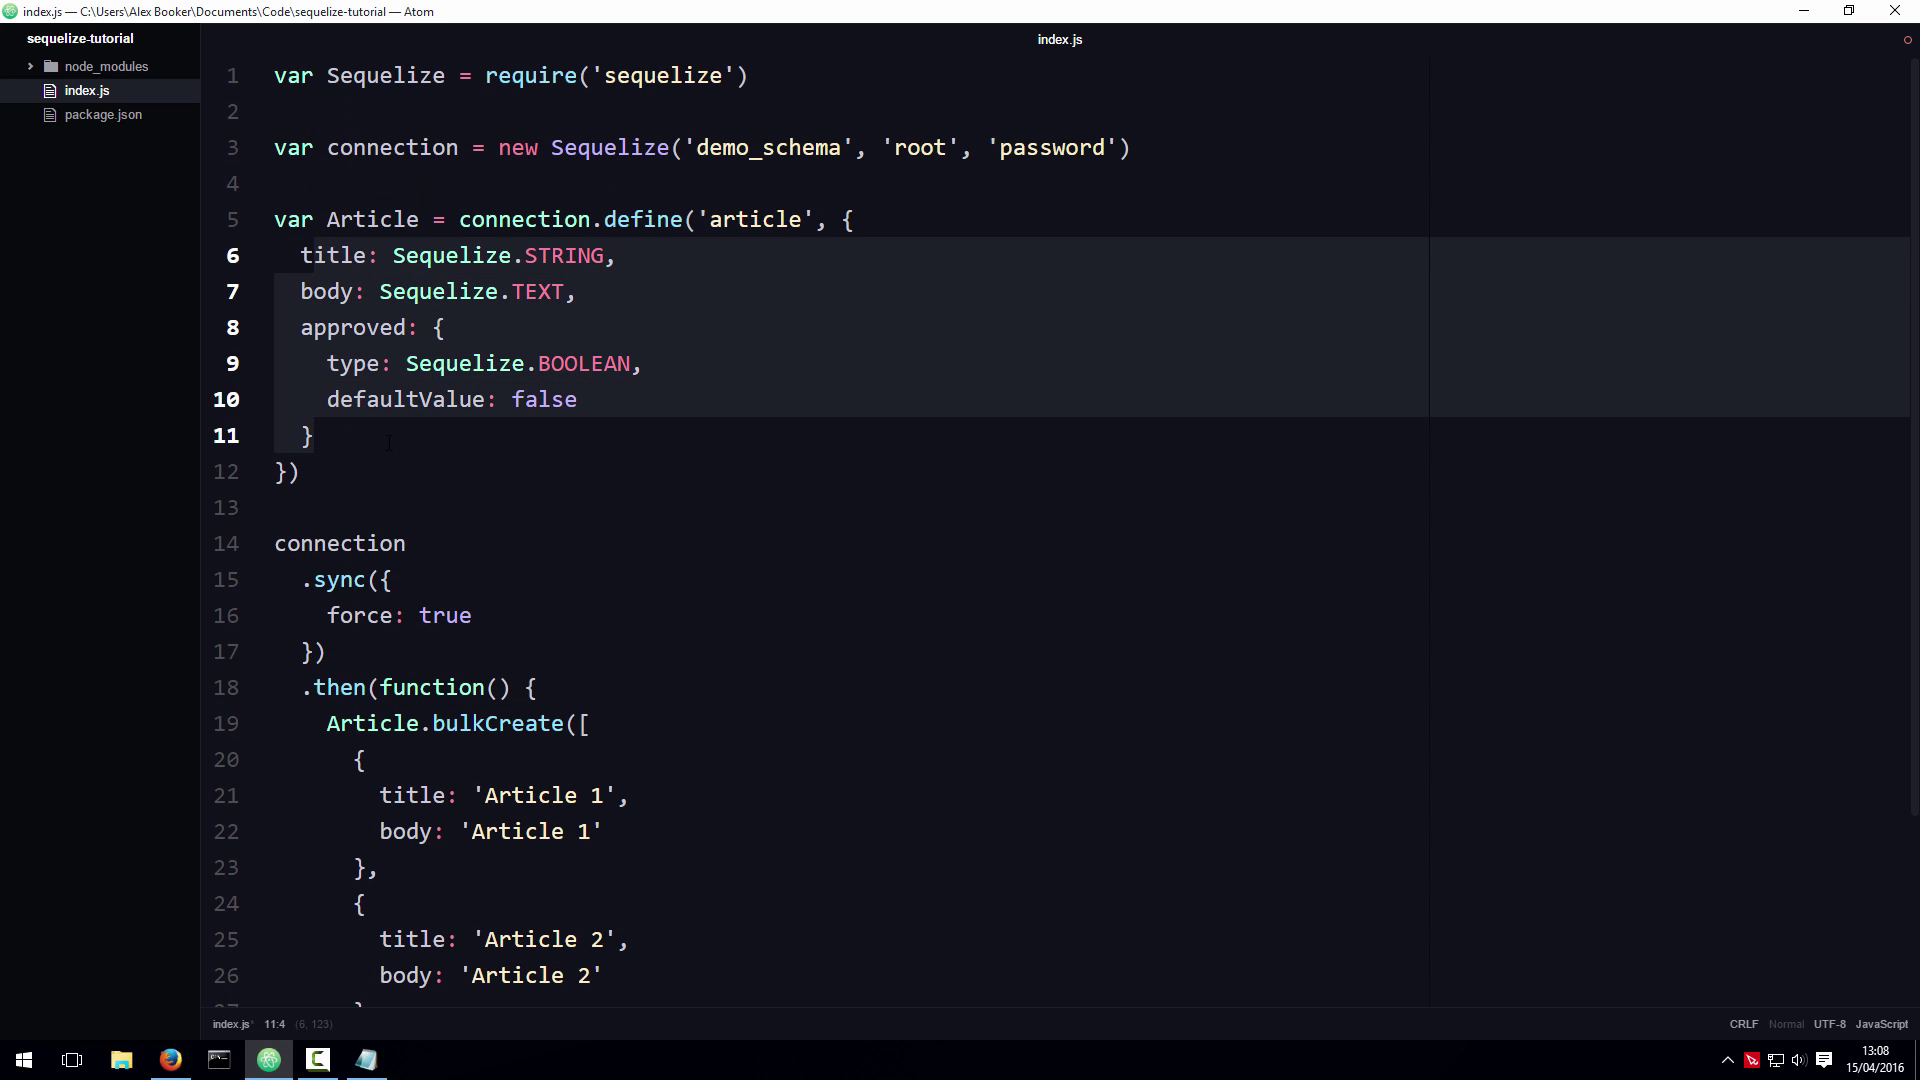 index.js — C:\Users\Alex Booker\Documents\Code\sequelize-tutorial — Atom
sequelize-tutorial
node_modules
index.js
package.json
index.js
1 var Sequelize = require('sequelize')
2
3 var connection = new Sequelize('demo_schema', 'root', 'password')
4
5 var Article = connection.define('article', {
6 title: Sequelize.STRING,
7 body: Sequelize.TEXT,
8 approved: {
9 type: Sequelize.BOOLEAN,
10 defaultValue: false
11 }
12 })
13
14 connection
15 .sync({
16 force: true
17 })
18 .then(function() {
19 Article.bulkCreate([
20 {
21 title: 'Article 1',
22 body: 'Article 1'
23 },
24 {
25 title: 'Article 2',
26 body: 'Article 2'
index.js* 11:4 (6, 123) CRLF Normal UTF-8 JavaScript
13:08
15/04/2016